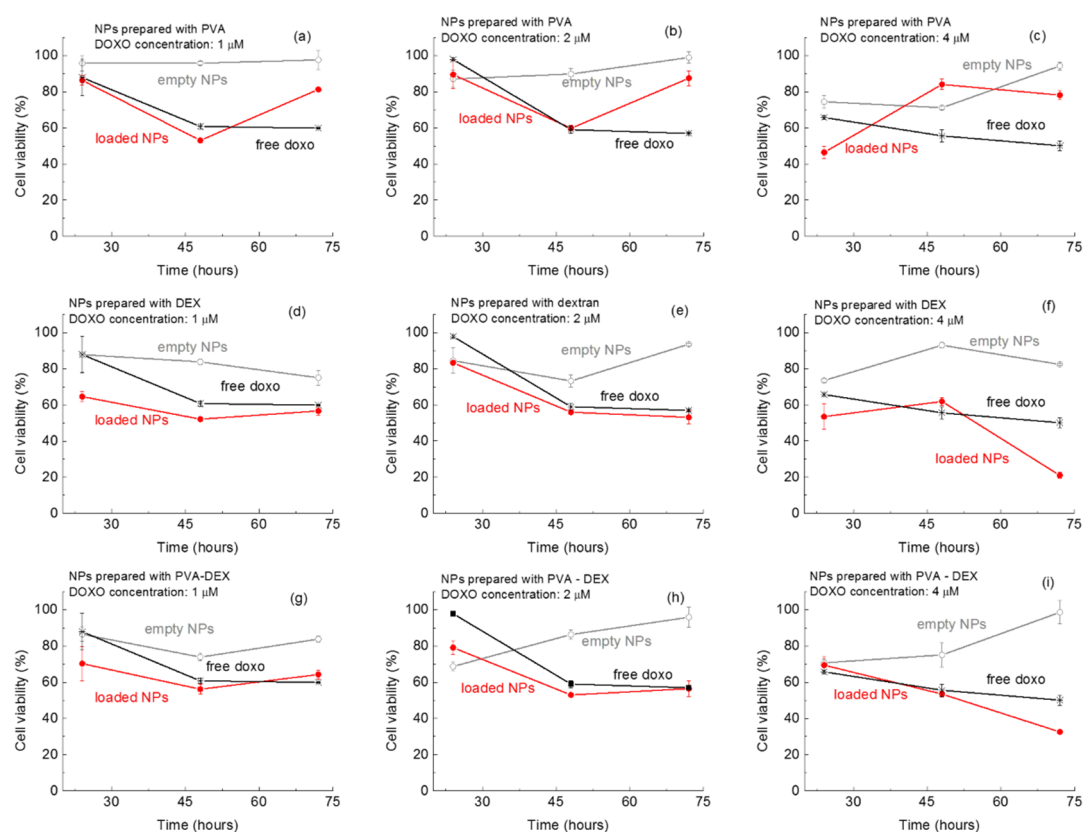 NPs prepared with PVA
DOXO concentration: 1 μM
(a)
empty NPs
loaded NPs
free doxo
Cell viability (%)
100
80
60
40
20
0
30
45
60
75
Time (hours)
NPs prepared with PVA
DOXO concentration: 2 μM
(b)
empty NPs
loaded NPs
free doxo
Cell viability (%)
100
80
60
40
20
0
30
45
60
75
Time (hours)
NPs prepared with PVA
DOXO concentration: 4 μM
(c)
empty NPs
free doxo
loaded NPs
Cell viability (%)
100
80
60
40
20
0
30
45
60
75
Time (hours)
NPs prepared with DEX
DOXO concentration: 1 μM
(d)
empty NPs
free doxo
loaded NPs
Cell viability (%)
100
80
60
40
20
0
30
45
60
75
Time (hours)
NPs prepared with dextran
DOXO concentration: 2 μM
(e)
empty NPs
free doxo
loaded NPs
Cell viability (%)
100
80
60
40
20
0
30
45
60
75
Time (hours)
NPs prepared with DEX
DOXO concentration: 4 μM
(f)
empty NPs
free doxo
loaded NPs
Cell viability (%)
100
80
60
40
20
0
30
45
60
75
Time (hours)
NPs prepared with PVA-DEX
DOXO concentration: 1 μM
(g)
empty NPs
free doxo
loaded NPs
Cell viability (%)
100
80
60
40
20
0
30
45
60
75
Time (hours)
NPs prepared with PVA - DEX
DOXO concentration: 2 μM
(h)
empty NPs
free doxo
loaded NPs
Cell viability (%)
100
80
60
40
20
0
30
45
60
75
Time (hours)
NPs prepared with PVA - DEX
DOXO concentration: 4 μM
(i)
empty NPs
free doxo
loaded NPs
Cell viability (%)
100
80
60
40
20
0
30
45
60
75
Time (hours)